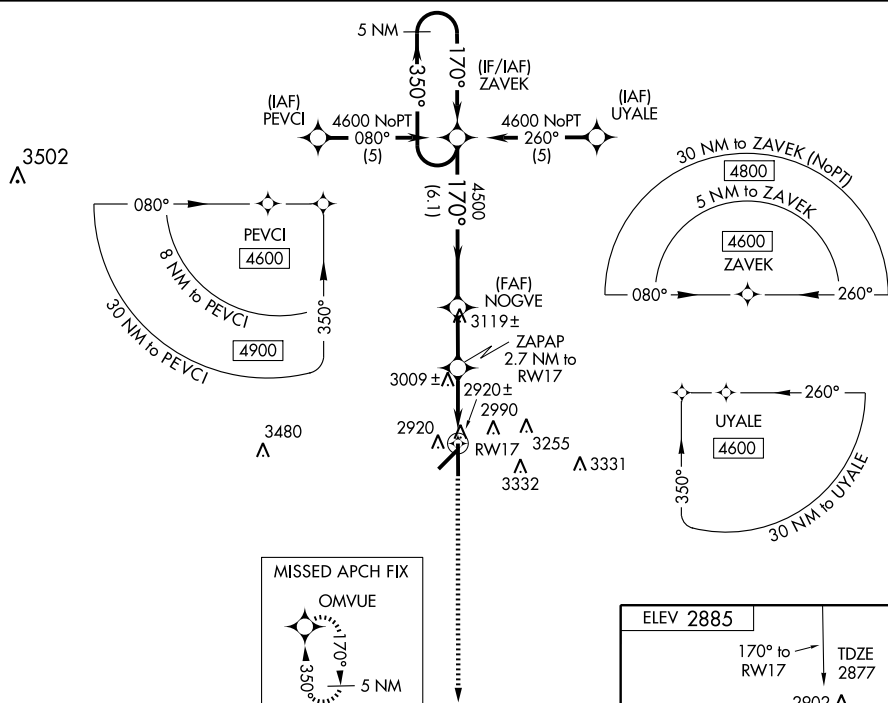 5 NM
350°
170°
(IF/IAF)
ZAVEK
(IAF)
PEVCI
4600 NoPT
080°
(5)
4600 NoPT
260°
(5)
(IAF)
UYALE
3502
4500
170°
(6.1)
080°
PEVCI
4600
8 NM to PEVCI
30 NM to PEVCI
4900
350°
30 NM to ZAVEK (NoPT)
4800
5 NM to ZAVEK
4600
ZAVEK
080°
260°
(FAF)
NOGVE
3119±
ZAPAP
2.7 NM to
RW17
3009±
2920±
2990
2920
RW17
3255
3480
3332
3331
260°
UYALE
4600
350°
30 NM to UYALE
MISSED APCH FIX
OMVUE
170°
350°
5 NM
ELEV 2885
170° to
RW17
TDZE
2877
2902